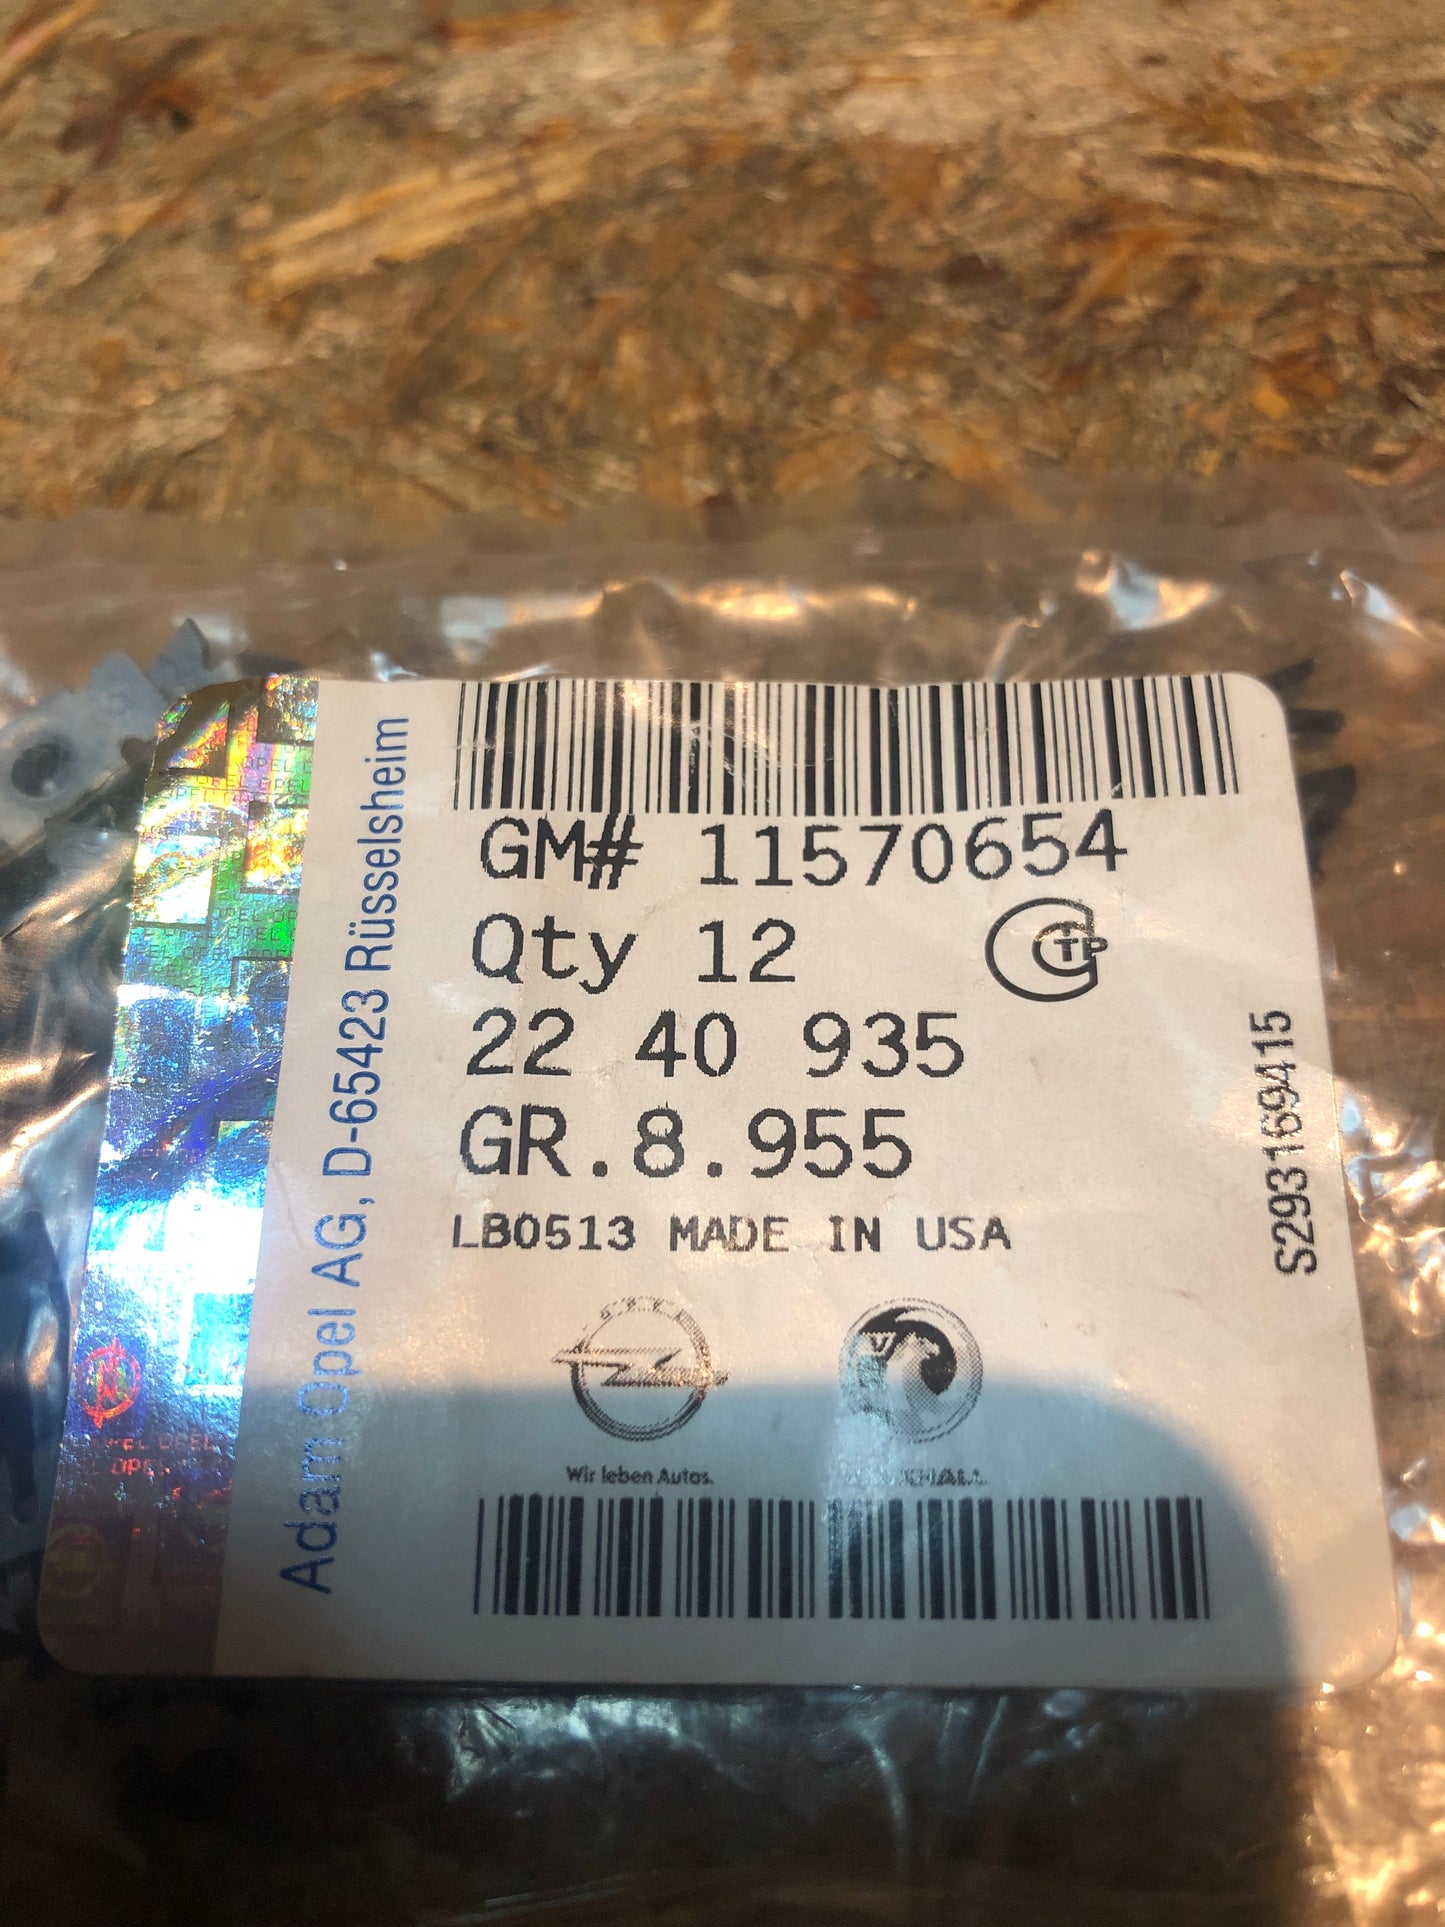 GM# 11570654
Qty 12
22 40 935
GR.8.955
LB0513 MADE IN USA
Wir leben Autos.
Adam Opel AG, D-65423 Rüsselsheim
S293169415